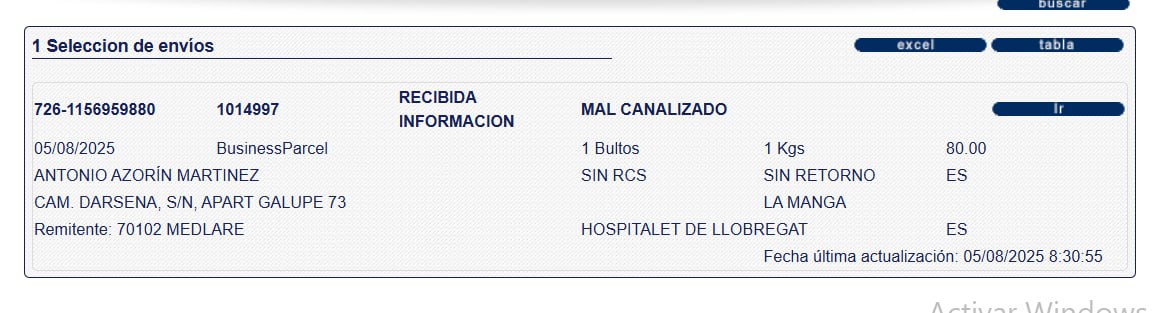 buscar
1 Seleccion de envíos excel tabla
726-1156959880 1014997 RECIBIDA INFORMACION MAL CANALIZADO Ir
05/08/2025 BusinessParcel 1 Bultos 1 Kgs 80.00
ANTONIO AZORÍN MARTINEZ SIN RCS SIN RETORNO ES
CAM. DARSENA, S/N, APART GALUPE 73 LA MANGA
Remitente: 70102 MEDLARE HOSPITALET DE LLOBREGAT ES
Fecha última actualización: 05/08/2025 8:30:55
Activar Windows